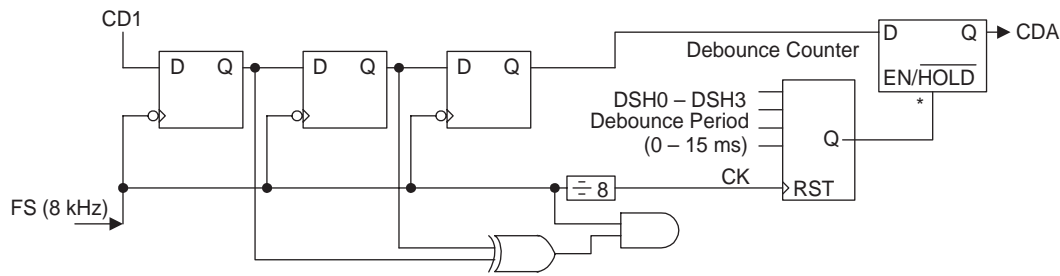 CD1
D Q
D Q
D Q
D Q
CDA
EN/HOLD
*
Debounce Counter
DSH0 – DSH3
Debounce Period
(0 – 15 ms)
Q
CK
RST
÷ 8
FS (8 kHz)